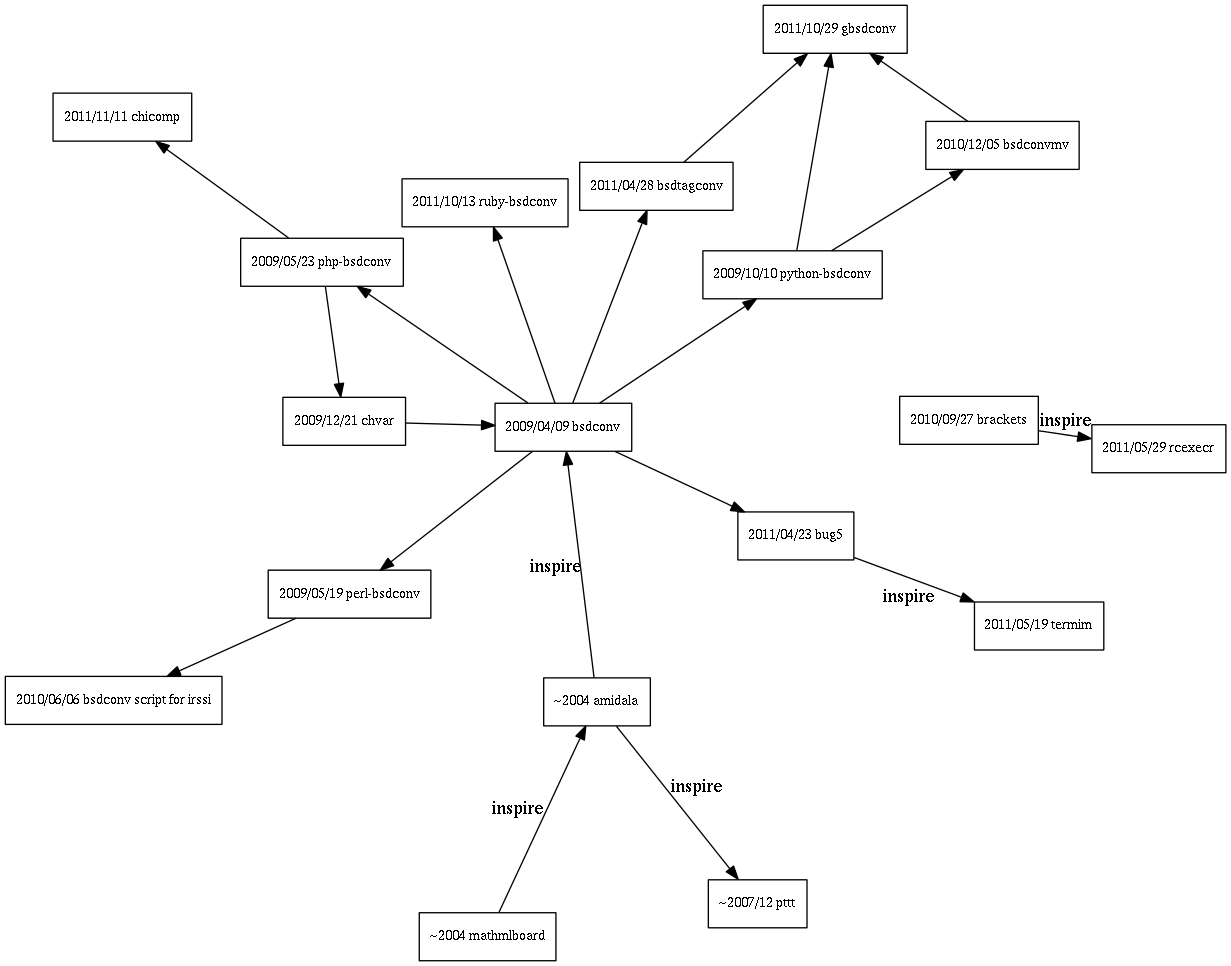 2011/10/29 gbsdconv
2011/11/11 chicomp
2010/12/05 bsdconvmv
2011/04/28 bsdtagconv
2011/10/13 ruby-bsdconv
2009/05/23 php-bsdconv
2009/10/10 python-bsdconv
2009/12/21 chvar
2009/04/09 bsdconv
2010/09/27 brackets
inspire
2011/05/29 rcexecr
2011/04/23 bug5
inspire
2009/05/19 perl-bsdconv
inspire
2011/05/19 termim
2010/06/06 bsdconv script for irssi
~2004 amidala
inspire
inspire
~2007/12 pttt
~2004 mathmlboard